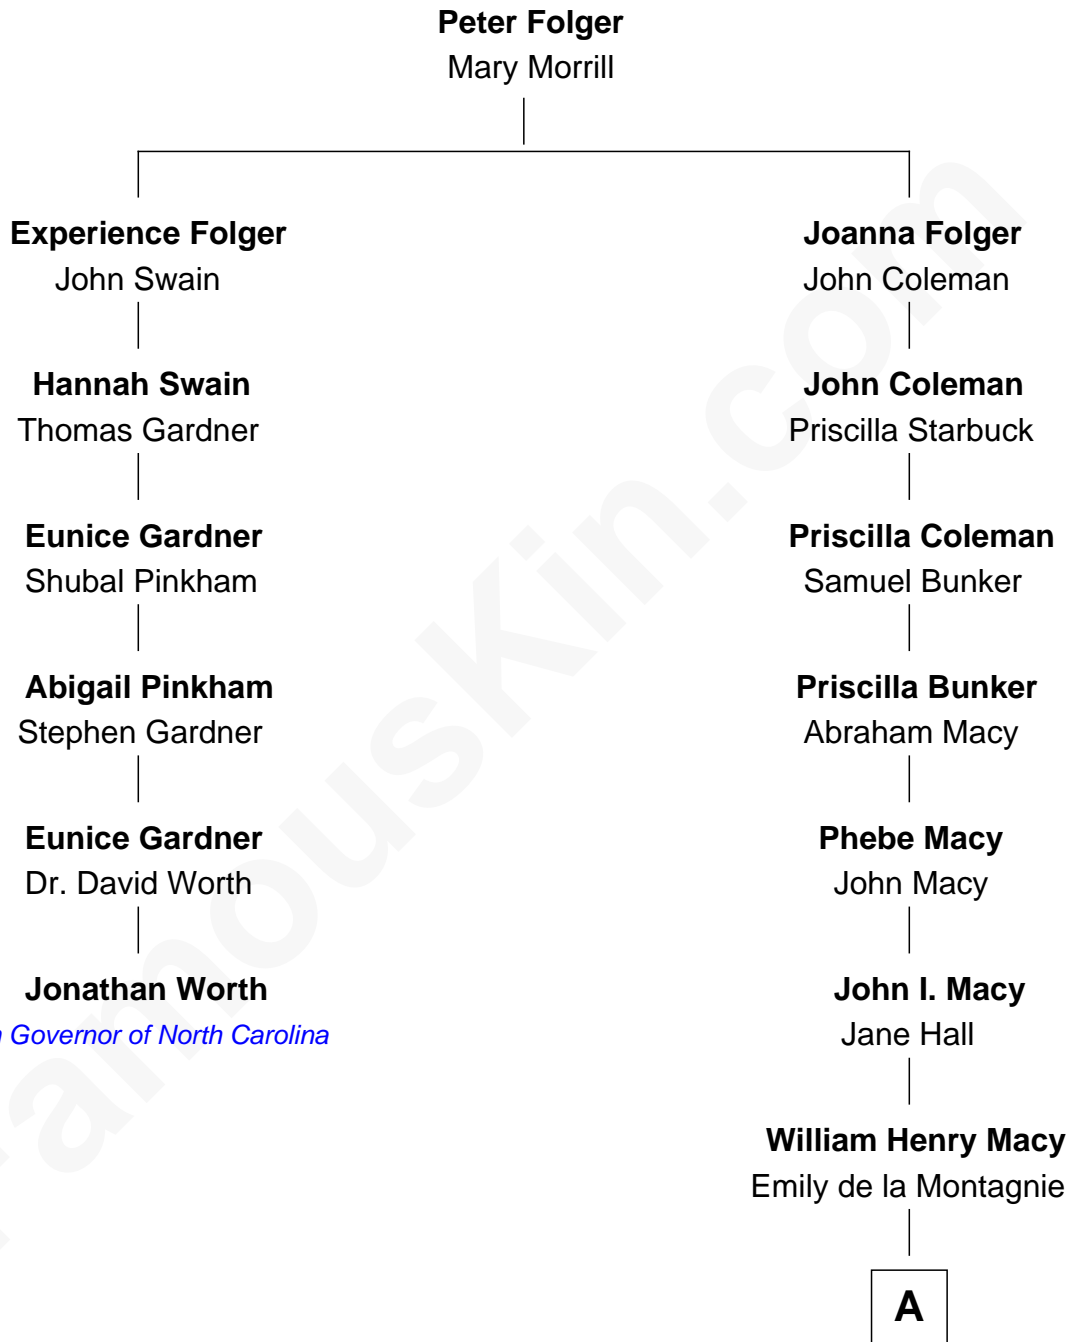 Peter Folger
Mary Morrill
Experience Folger
John Swain
Joanna Folger
John Coleman
Hannah Swain
Thomas Gardner
John Coleman
Priscilla Starbuck
Eunice Gardner
Shubal Pinkham
Priscilla Coleman
Samuel Bunker
Abigail Pinkham
Stephen Gardner
Priscilla Bunker
Abraham Macy
Eunice Gardner
Dr. David Worth
Phebe Macy
John Macy
Jonathan Worth
Governor of North Carolina
John I. Macy
Jane Hall
William Henry Macy
Emily de la Montagnie
A
FamousKin.com